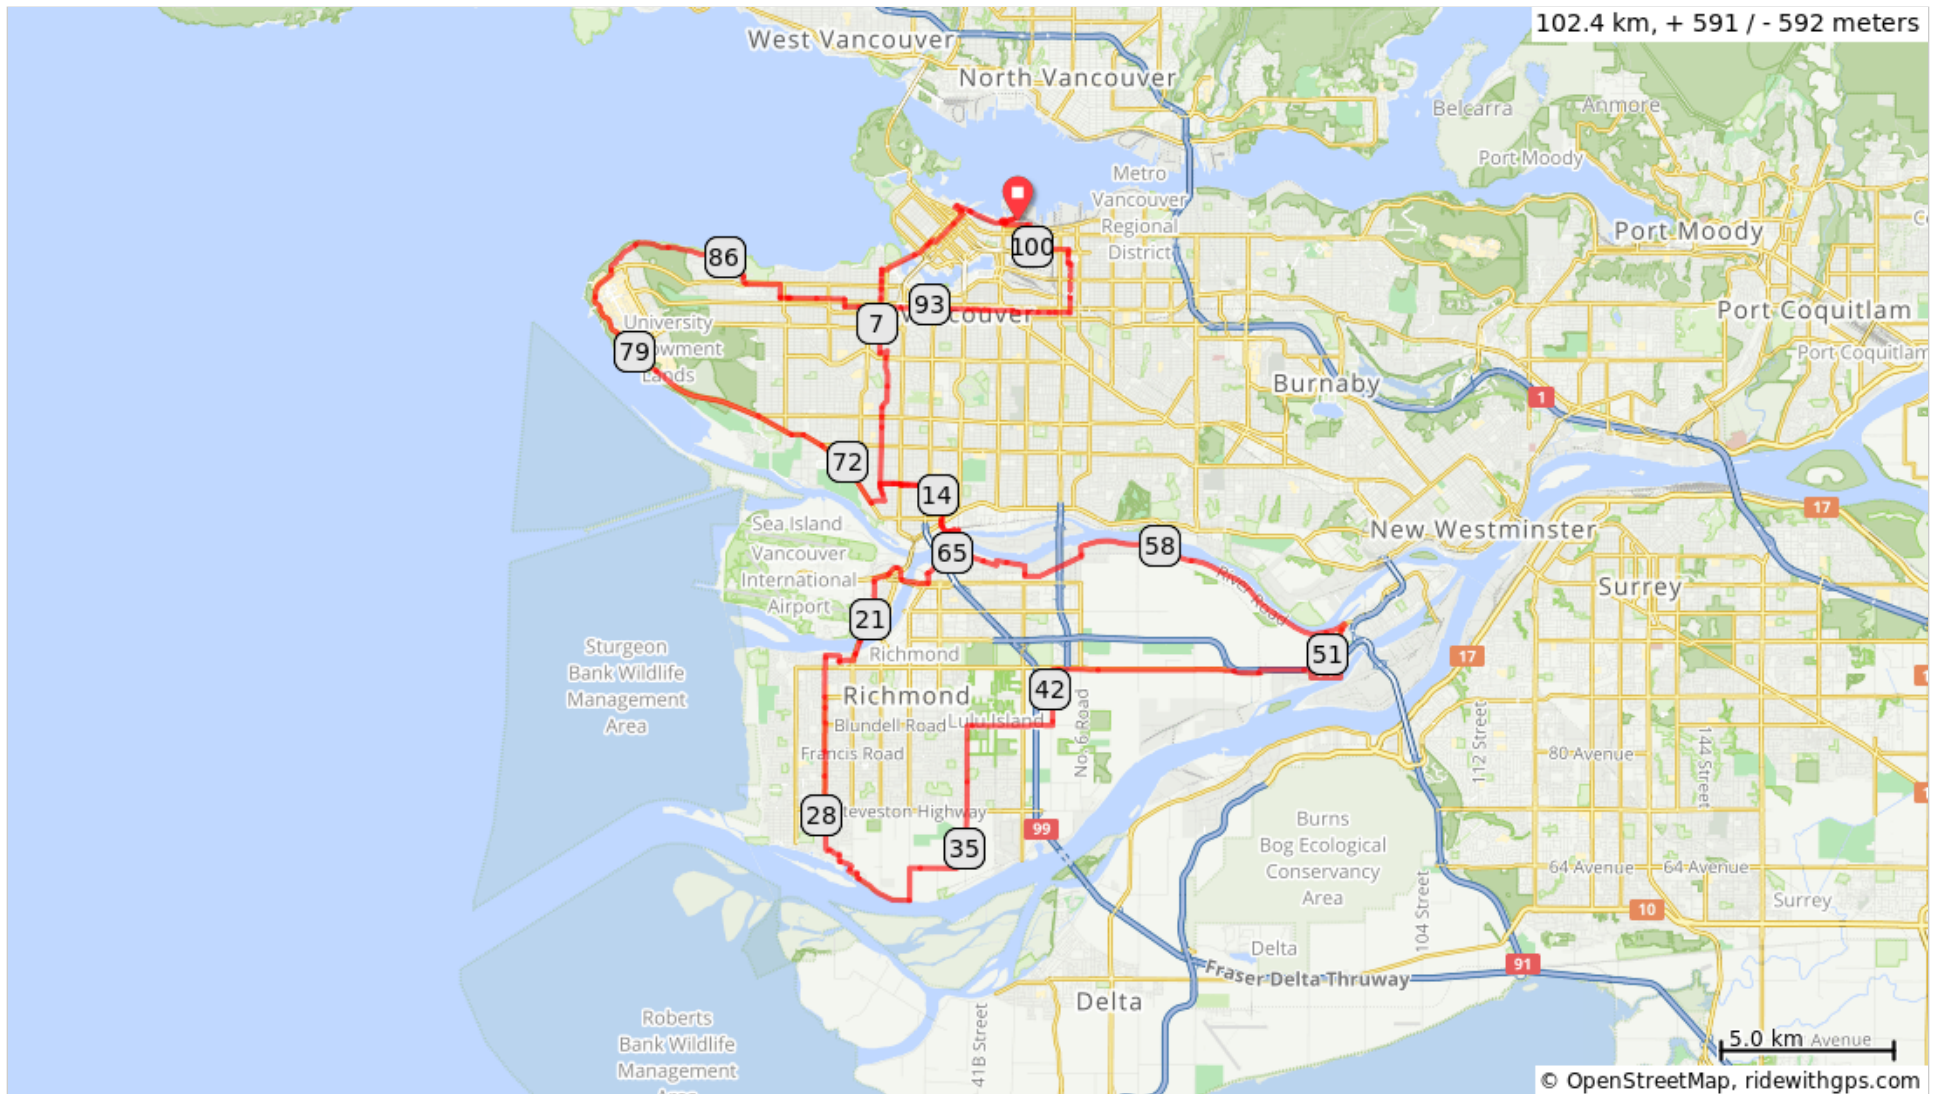 102.4 km, + 591 / - 592 meters
West Vancouver
North Vancouver
Belcarra
Anmore
Port Moody
Metro
Vancouver
Regional
District
Port Moody
100
86
93
7
Port Coquitlam
University
79
Lands
Port Coquitlam
Burnaby
1
72
14
17
Sea Island
Vancouver
International
Airport
65
58
New Westminster
River Road
Surrey
21
Richmond
51
17
Sturgeon
Bank Wildlife
Management
Area
42
Richmond
Blundell Road
Lulu Island
No. 6 Road
Francis Road
112 Street
80 Avenue
144 Street
28
teveston Highway
35
99
Burns
Bog Ecological
Conservancy
Area
64 Avenue
64 Avenue
104 Street
10
Surrey
Delta
91
Fraser Delta Thruway
Delta
41B Street
Roberts
Bank Wildlife
Management
5.0 km
Avenue
© OpenStreetMap, ridewithgps.com